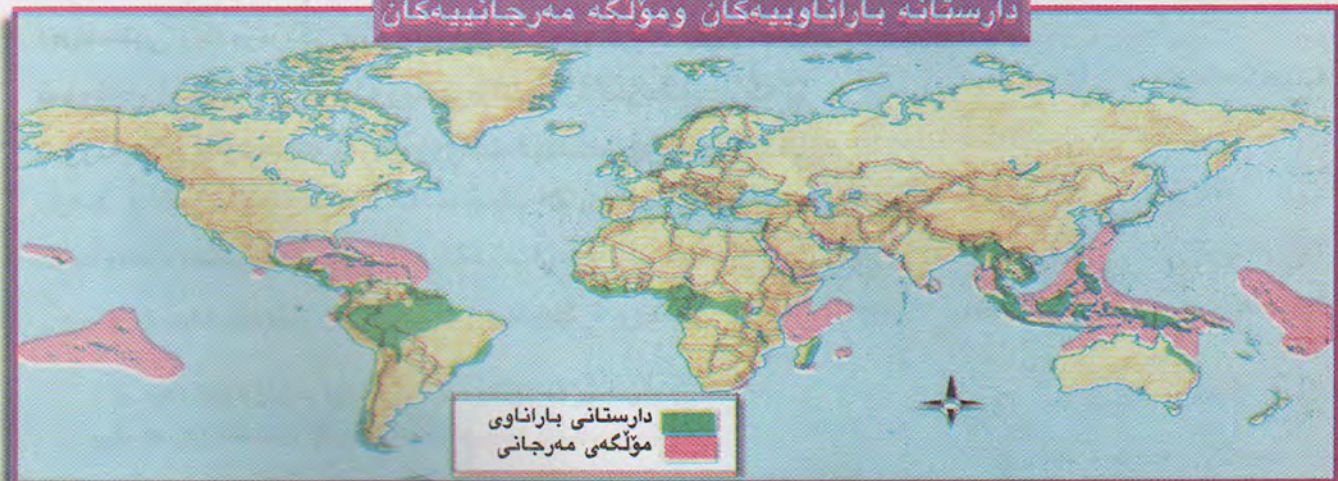 دارستانە باراناوییەکان ومۆڵگە مەرجانییەکان
دارستانی باراناوی
مۆڵگەی مەرجانی